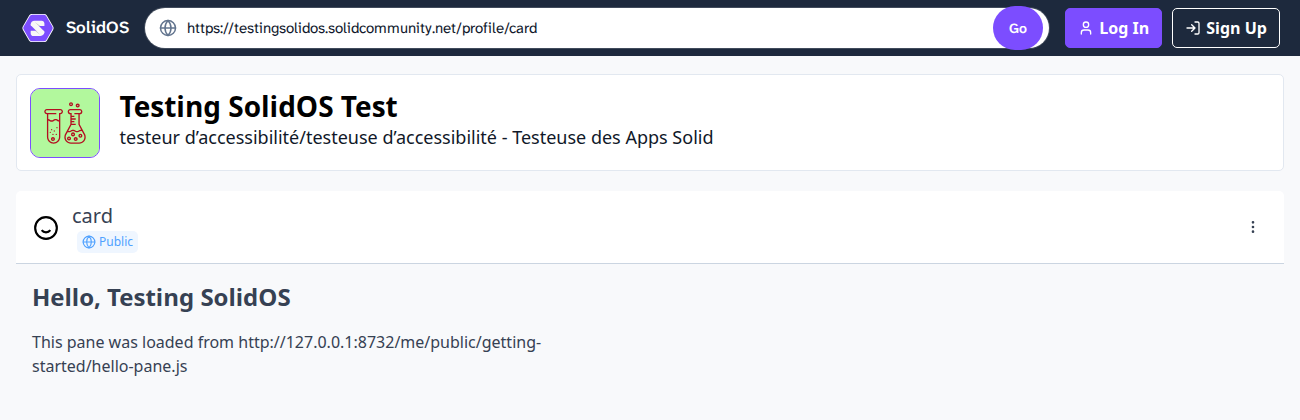 SolidOS
https://testingsolidos.solidcommunity.net/profile/card
Go
Log In
Sign Up
Testing SolidOS Test
testeur d’accessibilité/testeuse d’accessibilité - Testeuse des Apps Solid
card
Public
Hello, Testing SolidOS
This pane was loaded from http://127.0.0.1:8732/me/public/getting-
started/hello-pane.js